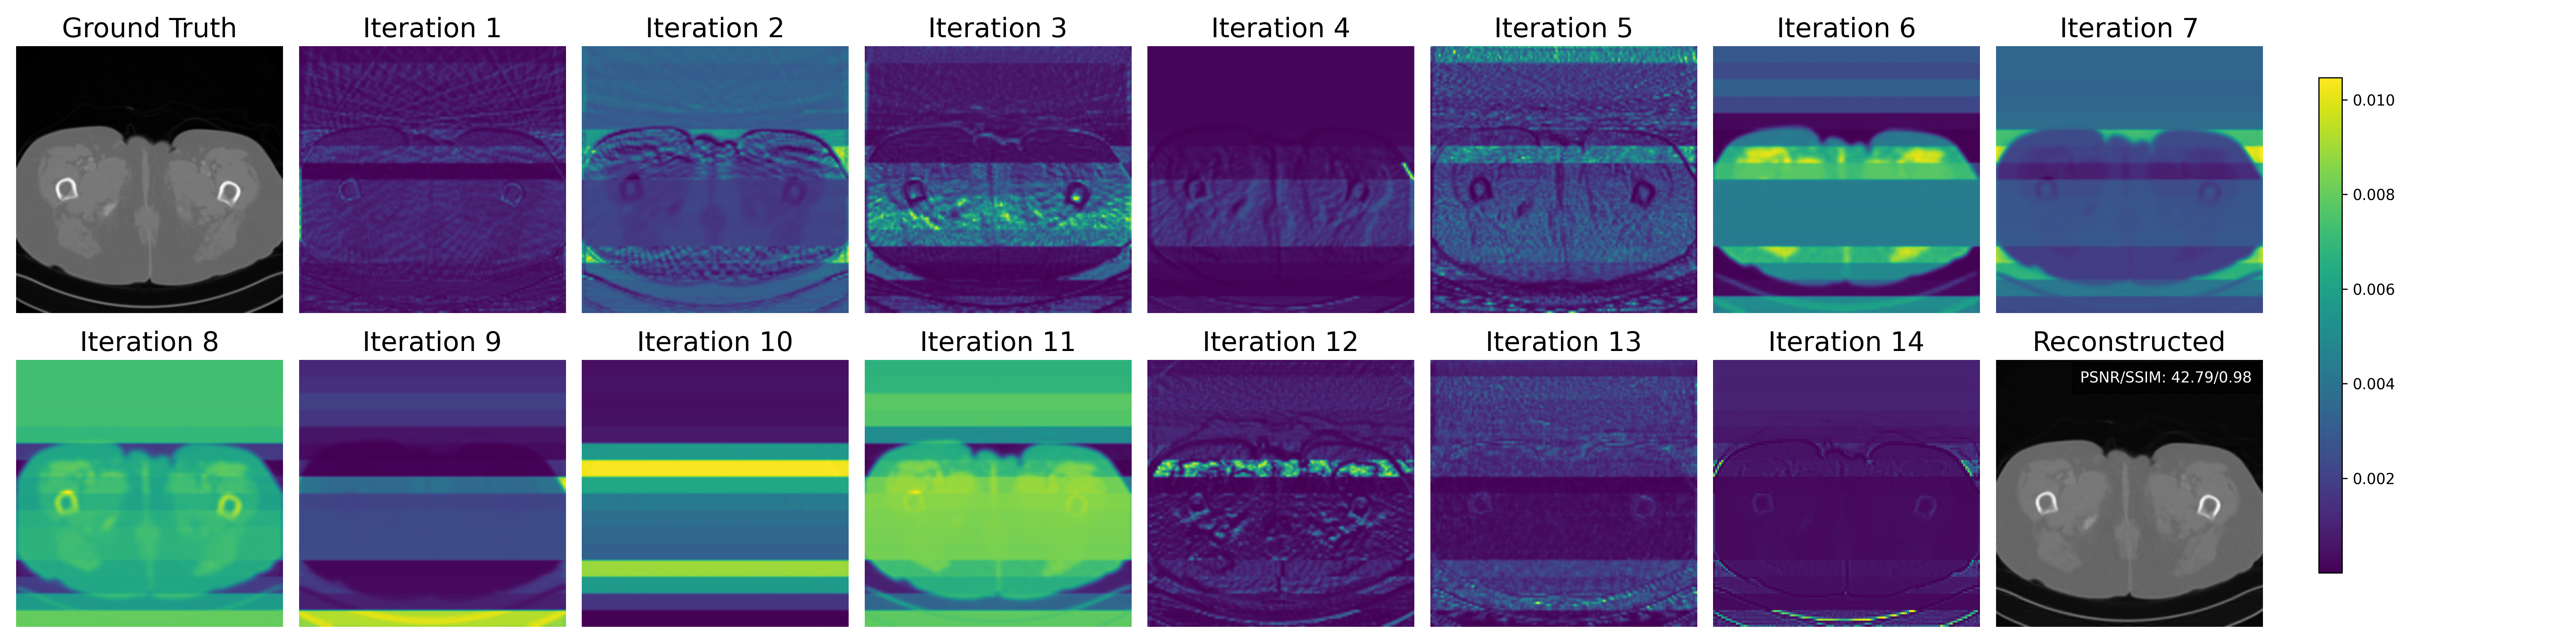 Ground Truth
Iteration 1
Iteration 2
Iteration 3
Iteration 4
Iteration 5
Iteration 6
Iteration 7
0.010
0.008
0.006
0.004
0.002
Iteration 8
Iteration 9
Iteration 10
Iteration 11
Iteration 12
Iteration 13
Iteration 14
Reconstructed
PSNR/SSIM: 42.79/0.98